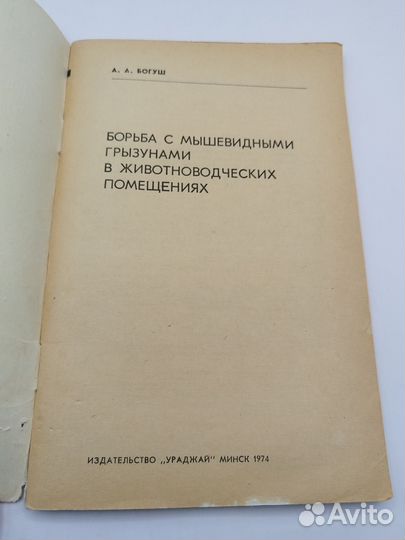 А. А. БОГУШ
БОРЬБА С МЫШЕВИДНЫМИ
ГРЫЗУНАМИ
В ЖИВОТНОВОДЧЕСКИХ
ПОМЕЩЕНИЯХ
ИЗДАТЕЛЬСТВО „УРАДЖАЙ" МИНСК 1974
Avito